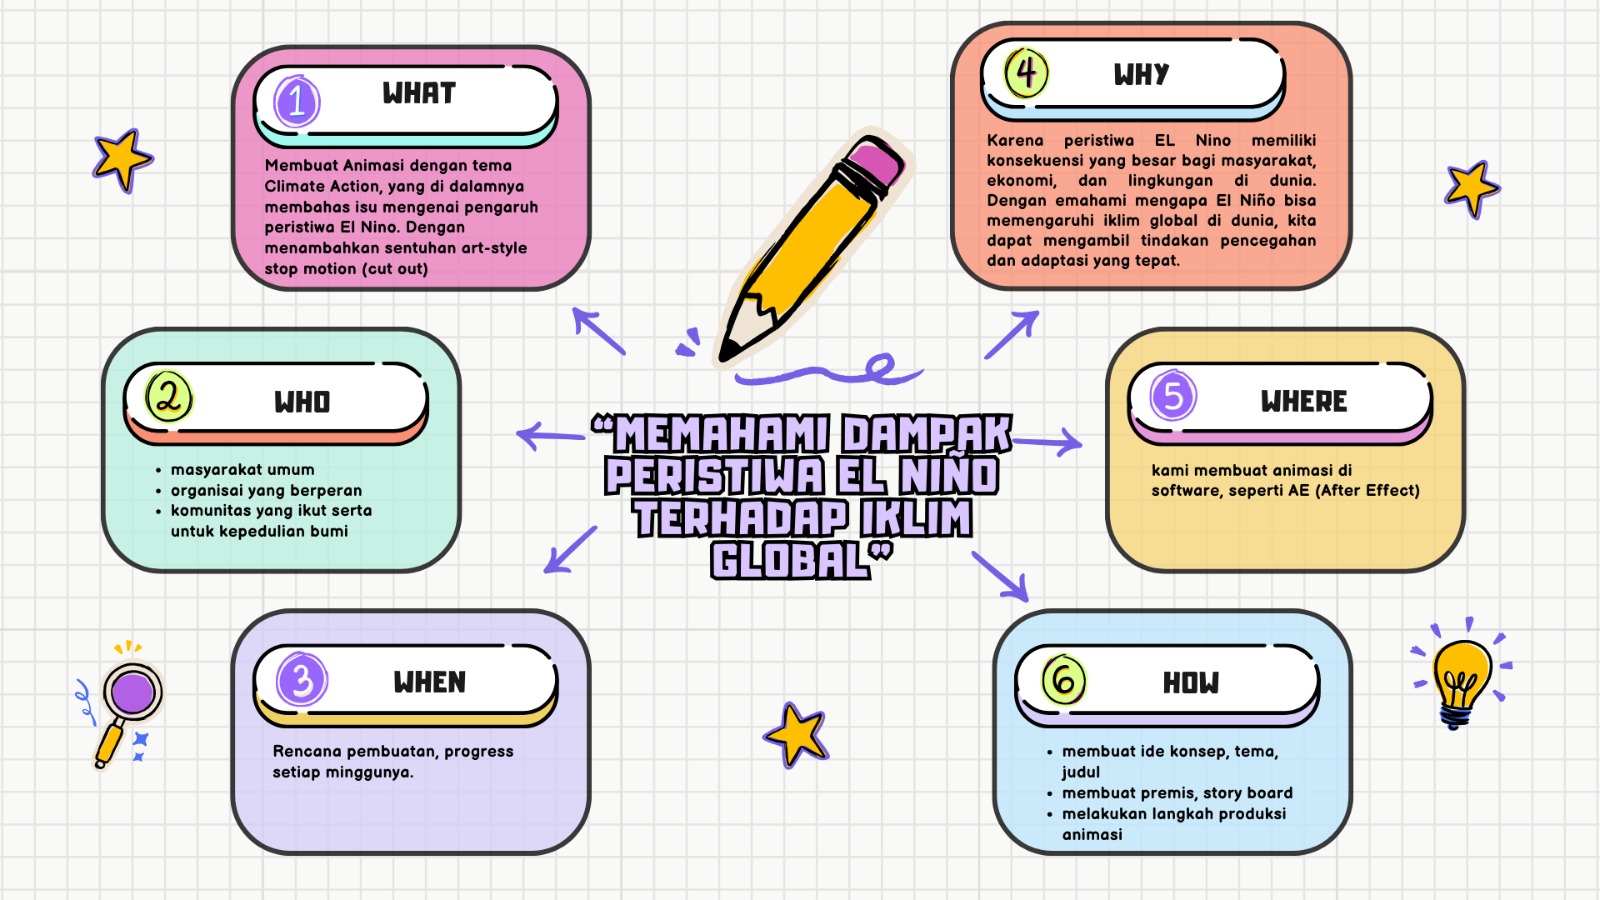 1
WHAT
Membuat Animasi dengan tema
Climate Action, yang di dalamnya
membahas isu mengenai pengaruh
peristiwa El Nino. Dengan
menambahkan sentuhan art-style
stop motion (cut out)
2
WHO
• masyarakat umum
• organisai yang berperan
• komunitas yang ikut serta
untuk kepedulian bumi
3
WHEN
Rencana pembuatan, progress
setiap minggunya.
“MEMAHAMI DAMPAK
PERISTIWA EL NIÑO
TERHADAP IKLIM
GLOBAL”
4
WHY
Karena peristiwa EL Nino memiliki
konsekuensi yang besar bagi masyarakat,
ekonomi, dan lingkungan di dunia.
Dengan emahami mengapa El Niño bisa
memengaruhi iklim global di dunia, kita
dapat mengambil tindakan pencegahan
dan adaptasi yang tepat.
5
WHERE
kami membuat animasi di
software, seperti AE (After Effect)
6
HOW
• membuat ide konsep, tema,
judul
• membuat premis, story board
• melakukan langkah produksi
animasi